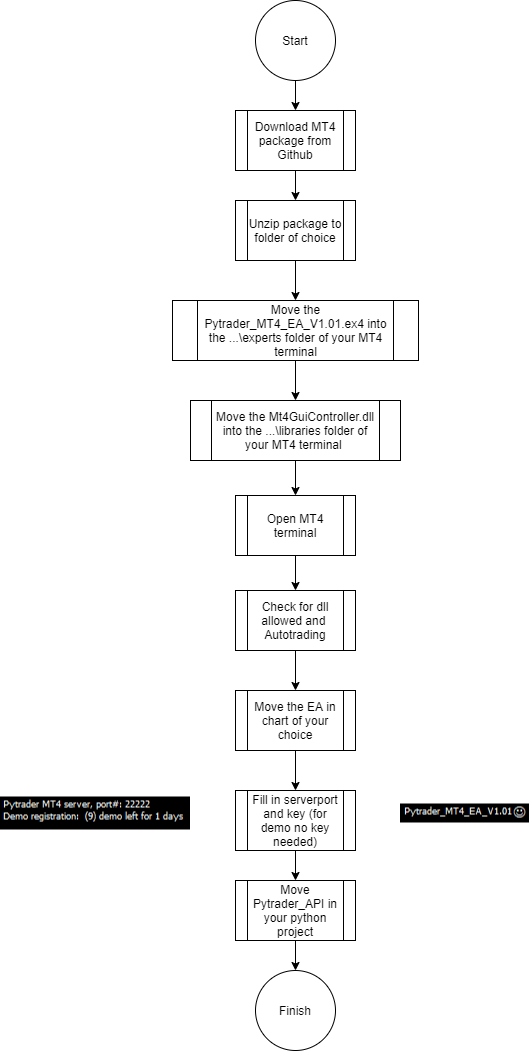 Start
Download MT4
package from
Github
Unzip package to
folder of choice
Move the
Pytrader_MT4_EA_V1.01.ex4 into
the ...\experts folder of your MT4
terminal
Move the Mt4GuiController.dll
into the ...\libraries folder of
your MT4 terminal
Open MT4
terminal
Check for dll
allowed and
Autotrading
Move the EA in
chart of your
choice
Pytrader MT4 server, port#: 22222
Demo registration: (9) demo left for 1 days
Fill in serverport
and key (for
demo no key
needed)
Pytrader_MT4_EA_V1.01
Move
Pytrader_API in
your python
project
Finish